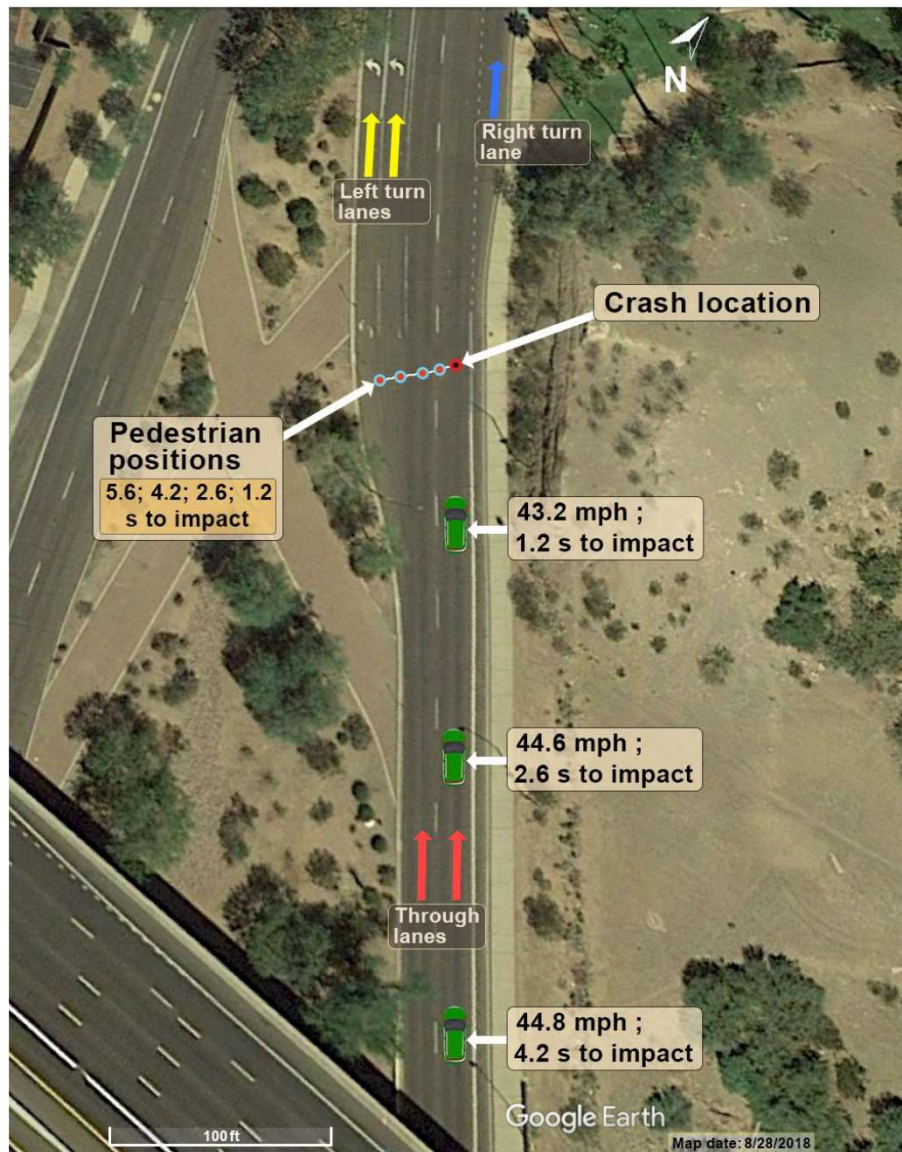 N
Right turn
lane
Left turn
lanes
Crash location
Pedestrian
positions
5.6; 4.2; 2.6; 1.2
s to impact
43.2 mph ;
1.2 s to impact
44.6 mph ;
2.6 s to impact
Through
lanes
44.8 mph ;
4.2 s to impact
Google Earth
100 ft
Map date: 8/28/2018